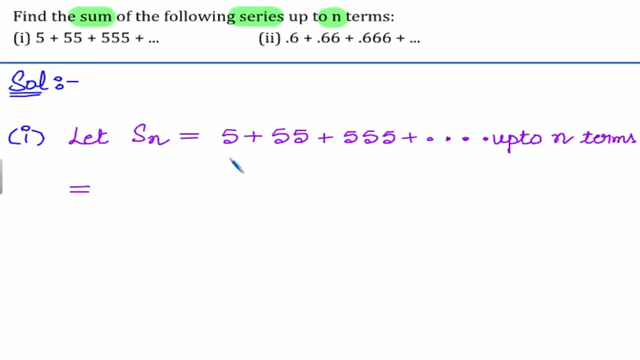 Find the sum of the following series up to n terms:
(i) 5 + 55 + 555 + ... (ii) .6 + .66 + .666 + ...
Sol :-
(i) Let Sn = 5 + 55 + 555 + .... upto n terms
=